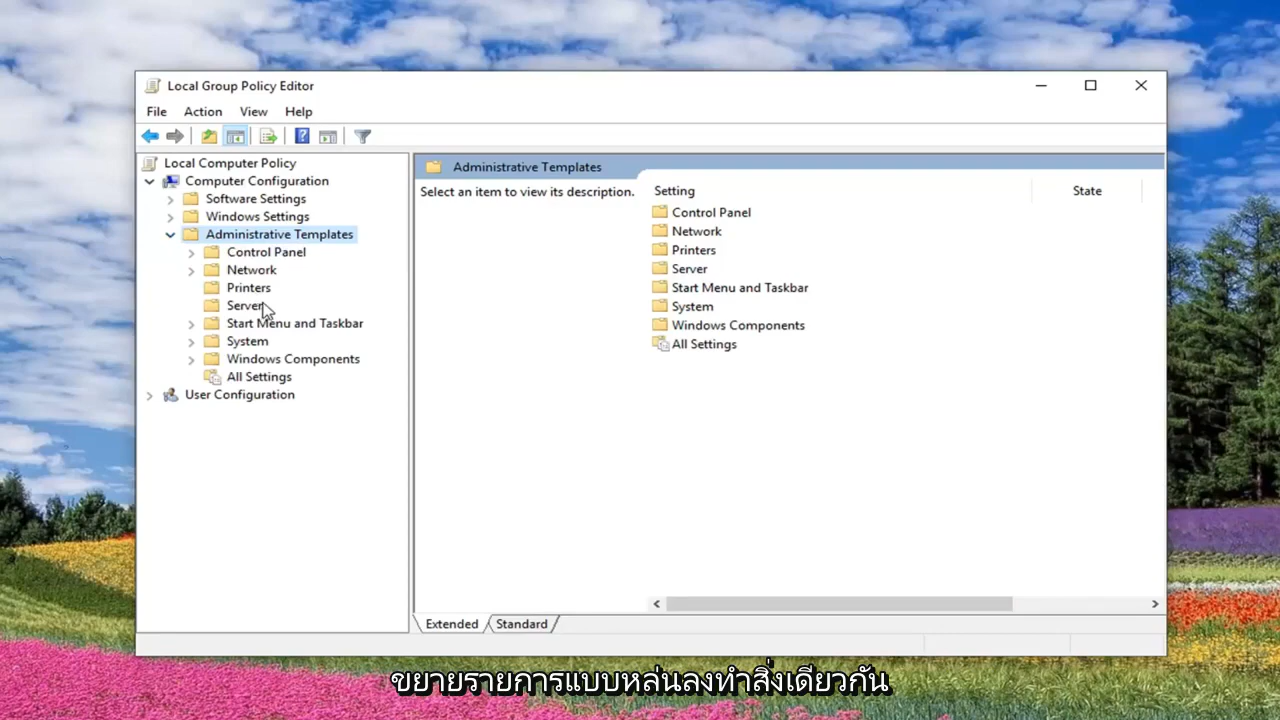 Local Group Policy Editor
File Action View Help
Local Computer Policy
Computer Configuration
Software Settings
Windows Settings
Administrative Templates
Control Panel
Network
Printers
Server
Start Menu and Taskbar
System
Windows Components
All Settings
User Configuration
Administrative Templates
Select an item to view its description.
Setting State
Control Panel
Network
Printers
Server
Start Menu and Taskbar
System
Windows Components
All Settings
Extended Standard
ขยายรายการแบบหล่นลงทำสิ่งเดียวกัน